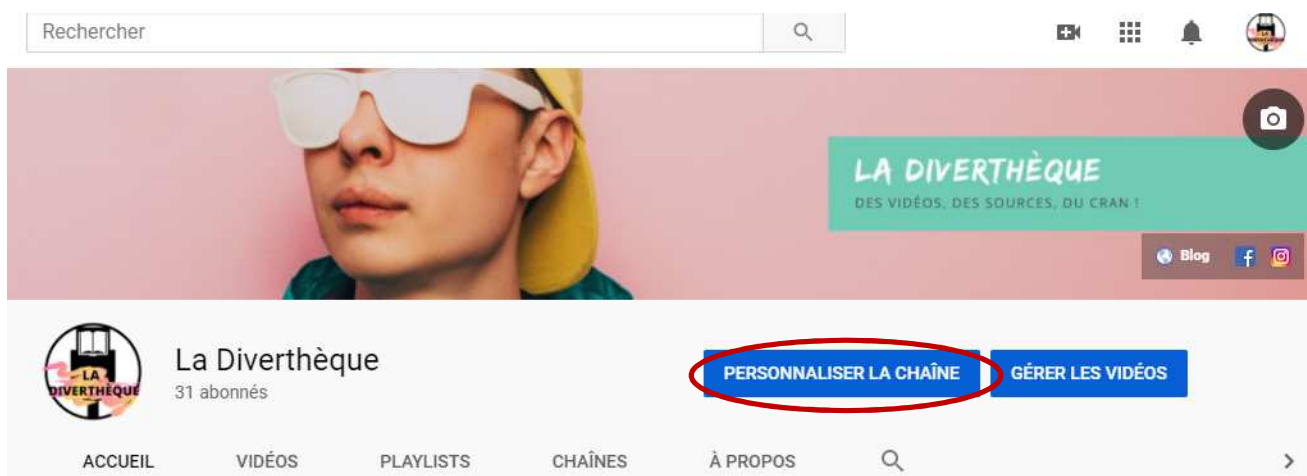 Rechercher
LA DIVERTHÈQUE
DES VIDÉOS, DES SOURCES, DU CRAN !
Blog
LA
DIVERTHÈQUE
La Diverthèque
31 abonnés
PERSONNALISER LA CHAÎNE
GÉRER LES VIDÉOS
ACCUEIL VIDÉOS PLAYLISTS CHAÎNES À PROPOS